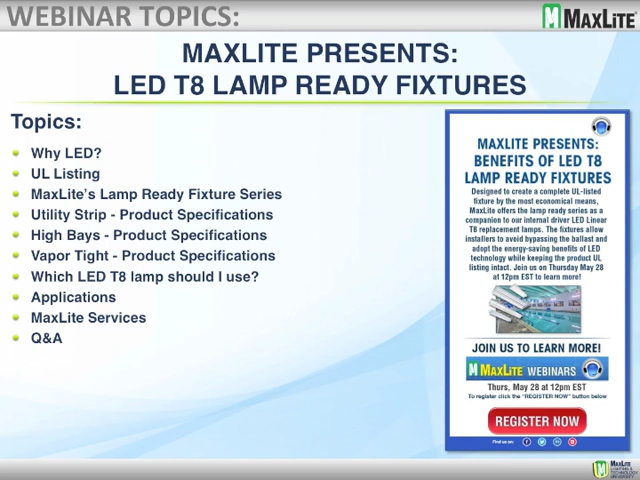 WEBINAR TOPICS:
MAXLITE®
MAXLITE PRESENTS:
LED T8 LAMP READY FIXTURES
Topics:
Why LED?
UL Listing
MaxLite's Lamp Ready Fixture Series
Utility Strip - Product Specifications
High Bays - Product Specifications
Vapor Tight - Product Specifications
Which LED T8 lamp should I use?
Applications
MaxLite Services
Q&A
MAXLITE PRESENTS:
BENEFITS OF LED T8
LAMP READY FIXTURES
Designed to create a complete UL-listed
fixture by the most economical means,
MaxLite offers the lamp ready series as a
companion to our internal driver LED Linear
T8 replacement lamps. The fixtures allow
installers to avoid bypassing the ballast and
adopt the energy-saving benefits of LED
technology while keeping the product UL
listing intact. Join us on Thursday May 28
at 12pm EST to learn more!
JOIN US TO LEARN MORE!
MAXLITE WEBINARS
Thurs, May 28 at 12pm EST
To register click the "REGISTER NOW" button below
REGISTER NOW
Find us on:
MAXLITE
LIGHTING &
TECHNOLOGY
UNIVERSITY